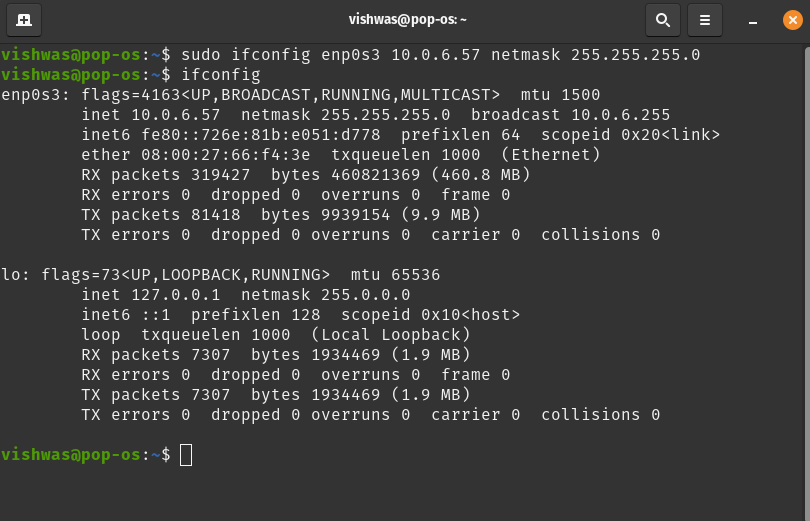 vishwas@pop-os: ~
vishwas@pop-os:~$ sudo ifconfig enp0s3 10.0.6.57 netmask 255.255.255.0
vishwas@pop-os:~$ ifconfig
enp0s3: flags=4163<UP,BROADCAST,RUNNING,MULTICAST>  mtu 1500
        inet 10.0.6.57  netmask 255.255.255.0  broadcast 10.0.6.255
        inet6 fe80::726e:81b:e051:d778  prefixlen 64  scopeid 0x20<link>
        ether 08:00:27:66:f4:3e  txqueuelen 1000  (Ethernet)
        RX packets 319427  bytes 460821369 (460.8 MB)
        RX errors 0  dropped 0  overruns 0  frame 0
        TX packets 81418  bytes 9939154 (9.9 MB)
        TX errors 0  dropped 0 overruns 0  carrier 0  collisions 0
lo: flags=73<UP,LOOPBACK,RUNNING>  mtu 65536
        inet 127.0.0.1  netmask 255.0.0.0
        inet6 ::1  prefixlen 128  scopeid 0x10<host>
        loop  txqueuelen 1000  (Local Loopback)
        RX packets 7307  bytes 1934469 (1.9 MB)
        RX errors 0  dropped 0  overruns 0  frame 0
        TX packets 7307  bytes 1934469 (1.9 MB)
        TX errors 0  dropped 0 overruns 0  carrier 0  collisions 0
vishwas@pop-os:~$